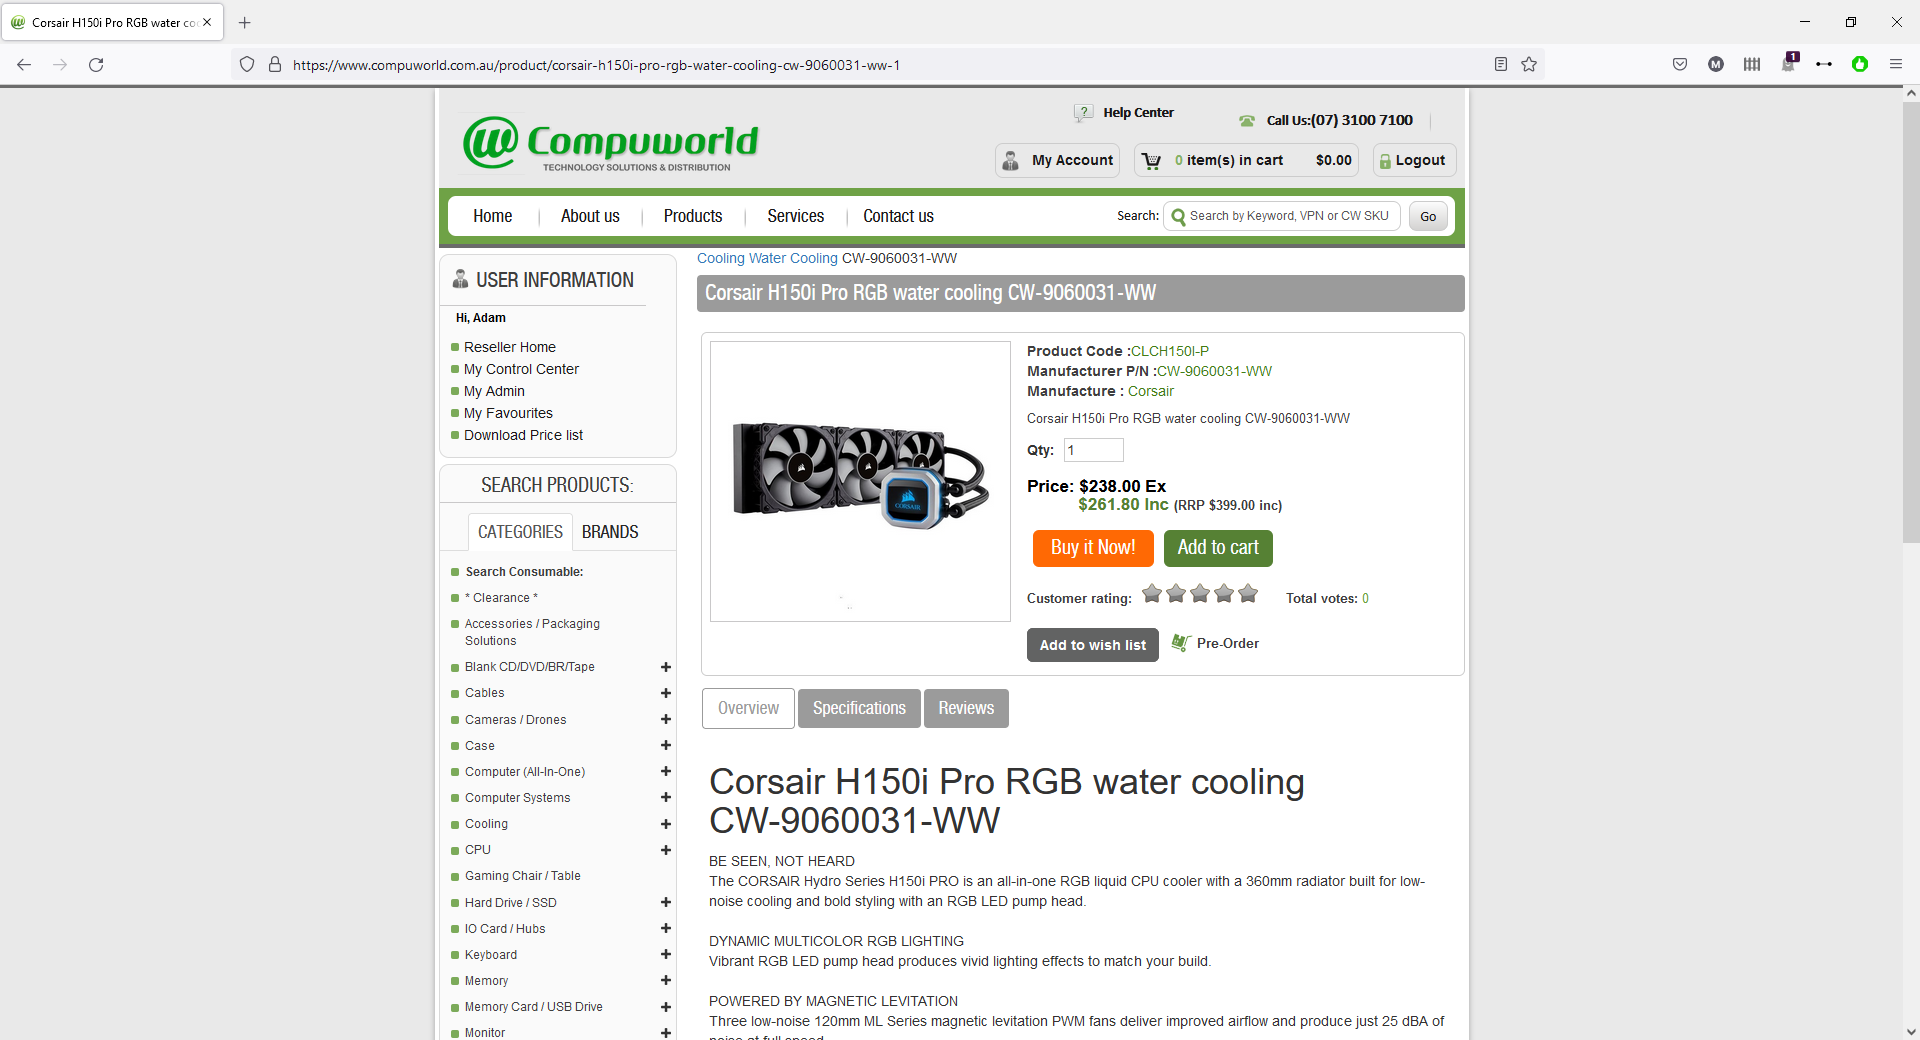 Corsair H150i Pro RGB water co
https://www.compuworld.com.au/product/corsair-h150i-pro-rgb-water-cooling-cw-9060031-ww-1
M
1
Compuworld
TECHNOLOGY SOLUTIONS & DISTRIBUTION
? Help Center
Call Us:(07) 3100 7100
My Account
0 item(s) in cart $0.00
Logout
Home
About us
Products
Services
Contact us
Search: Search by Keyword, VPN or CW SKU Go
USER INFORMATION
Hi, Adam
Reseller Home
My Control Center
My Admin
My Favourites
Download Price list
SEARCH PRODUCTS:
CATEGORIES BRANDS
Search Consumable:
* Clearance *
Accessories / Packaging
Solutions
Blank CD/DVD/BR/Tape
Cables
Cameras / Drones
Case
Computer (All-In-One)
Computer Systems
Cooling
CPU
Gaming Chair / Table
Hard Drive / SSD
IO Card / Hubs
Keyboard
Memory
Memory Card / USB Drive
Monitor
Cooling Water Cooling CW-9060031-WW
Corsair H150i Pro RGB water cooling CW-9060031-WW
CORSAIR
Product Code :CLCH150I-P
Manufacturer P/N :CW-9060031-WW
Manufacture : Corsair
Corsair H150i Pro RGB water cooling CW-9060031-WW
Qty: 1
Price: $238.00 Ex
$261.80 Inc (RRP $399.00 inc)
Buy it Now! Add to cart
Customer rating: Total votes: 0
Add to wish list Pre-Order
Overview Specifications Reviews
Corsair H150i Pro RGB water cooling
CW-9060031-WW
BE SEEN, NOT HEARD
The CORSAIR Hydro Series H150i PRO is an all-in-one RGB liquid CPU cooler with a 360mm radiator built for low-
noise cooling and bold styling with an RGB LED pump head.
DYNAMIC MULTICOLOR RGB LIGHTING
Vibrant RGB LED pump head produces vivid lighting effects to match your build.
POWERED BY MAGNETIC LEVITATION
Three low-noise 120mm ML Series magnetic levitation PWM fans deliver improved airflow and produce just 25 dBA of
noise at full speed